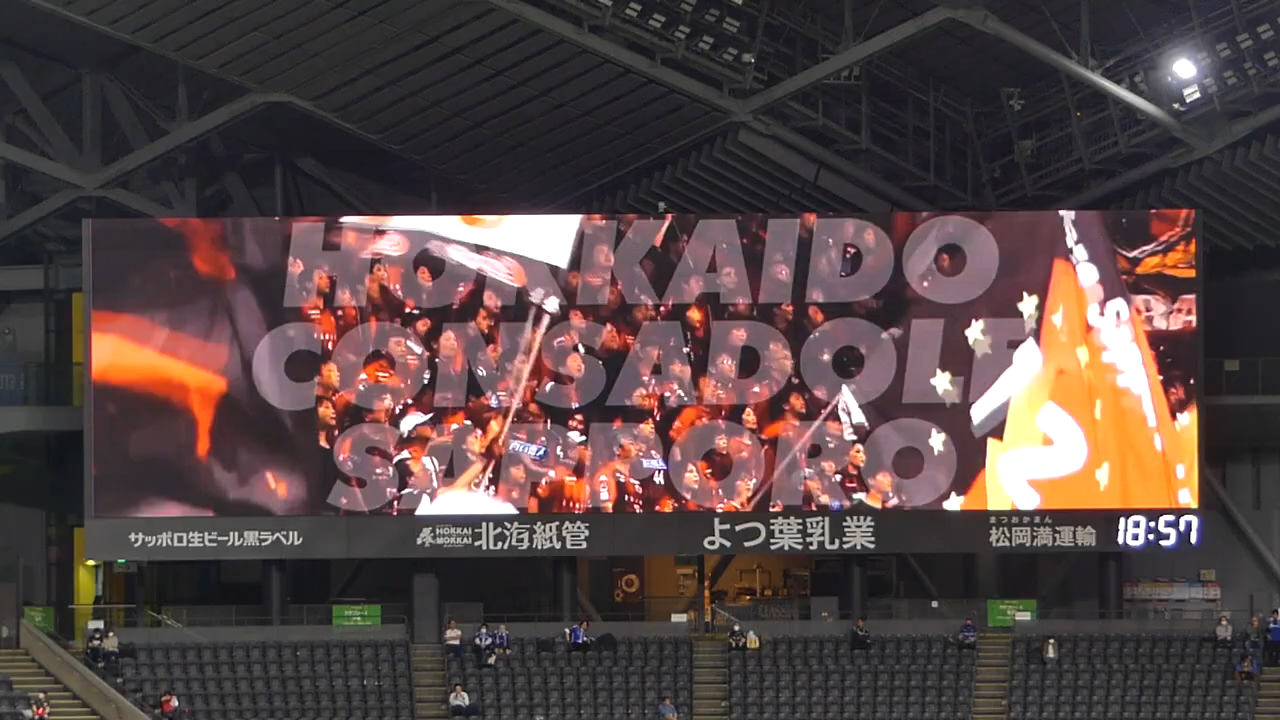 HOKKAIDO
CONSADOLE
SAPPORO
サッポロ生ビール黒ラベル
HOKKAI
MOKKAI
北海紙管
よつ葉乳業
まつおかまん
松岡満運輸
18:57